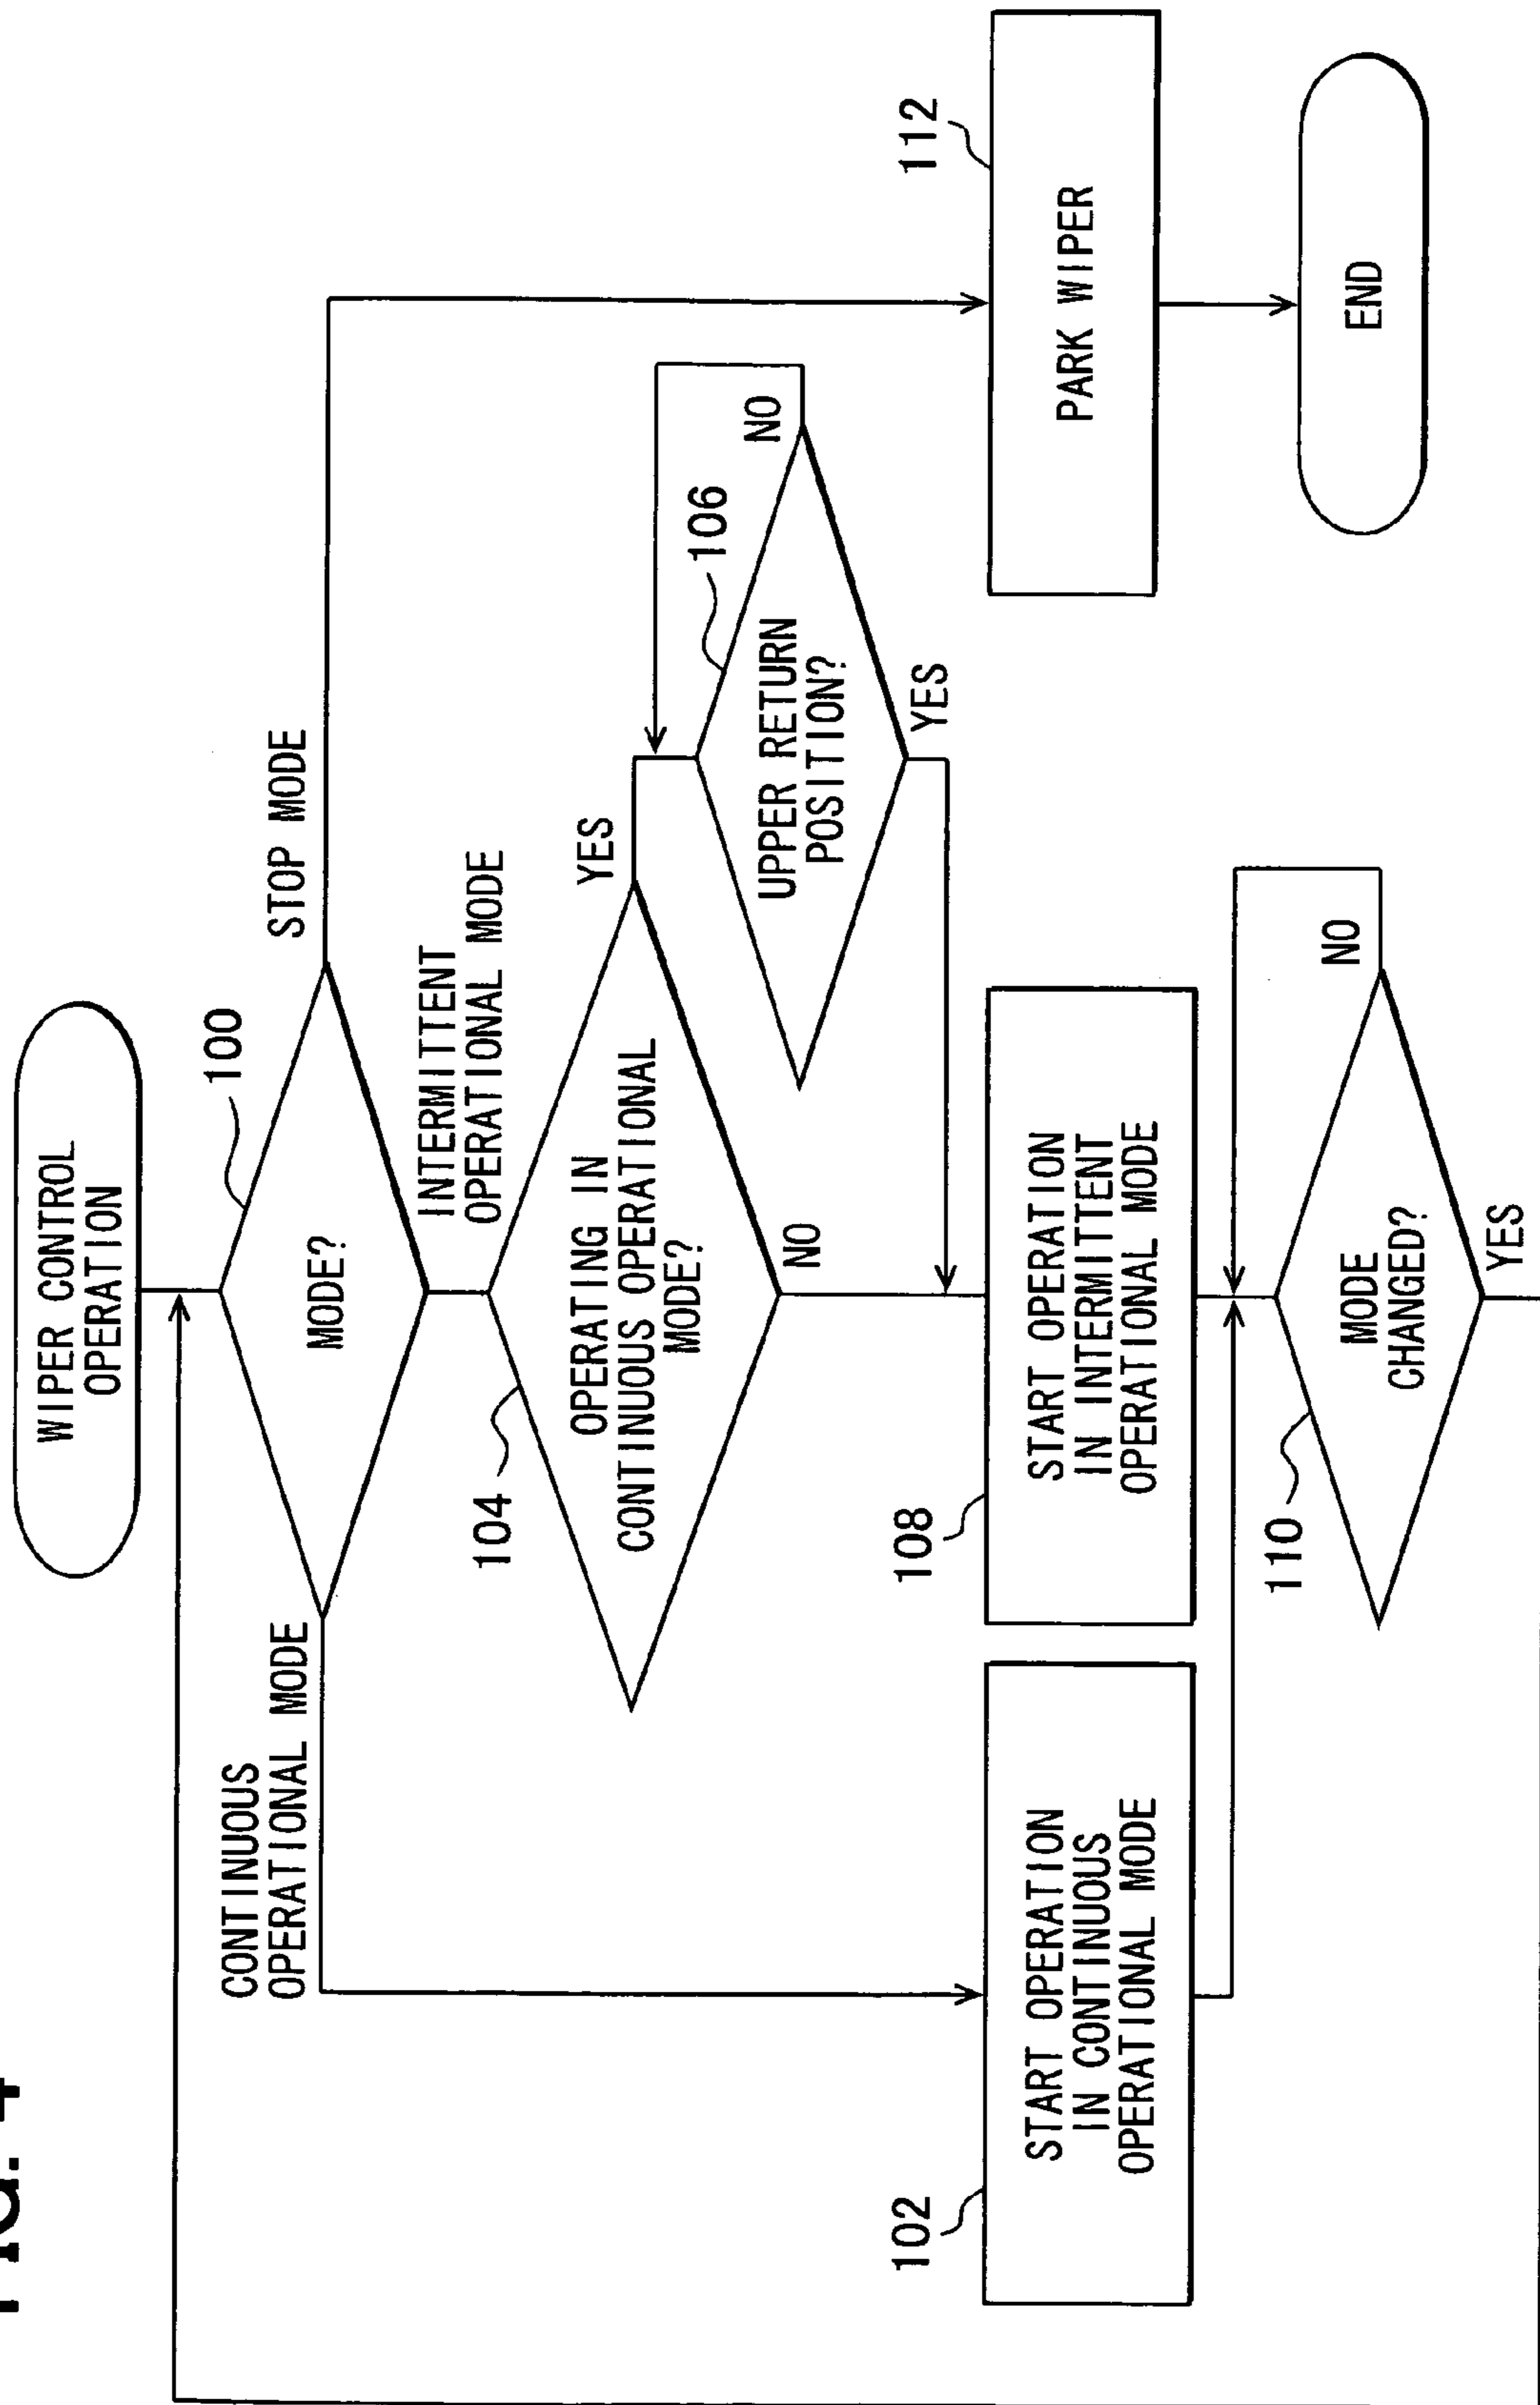 WIPER CONTROL
OPERATION
100
MODE?
CONTINUOUS
OPERATIONAL MODE
STOP MODE
INTERMITTENT
OPERATIONAL MODE
104
OPERATING IN
CONTINUOUS OPERATIONAL
MODE?
YES
NO
106
UPPER RETURN
POSITION?
NO
YES
102
START OPERATION
IN CONTINUOUS
OPERATIONAL MODE
108
START OPERATION
IN INTERMITTENT
OPERATIONAL MODE
112
PARK WIPER
110
MODE
CHANGED?
NO
YES
END